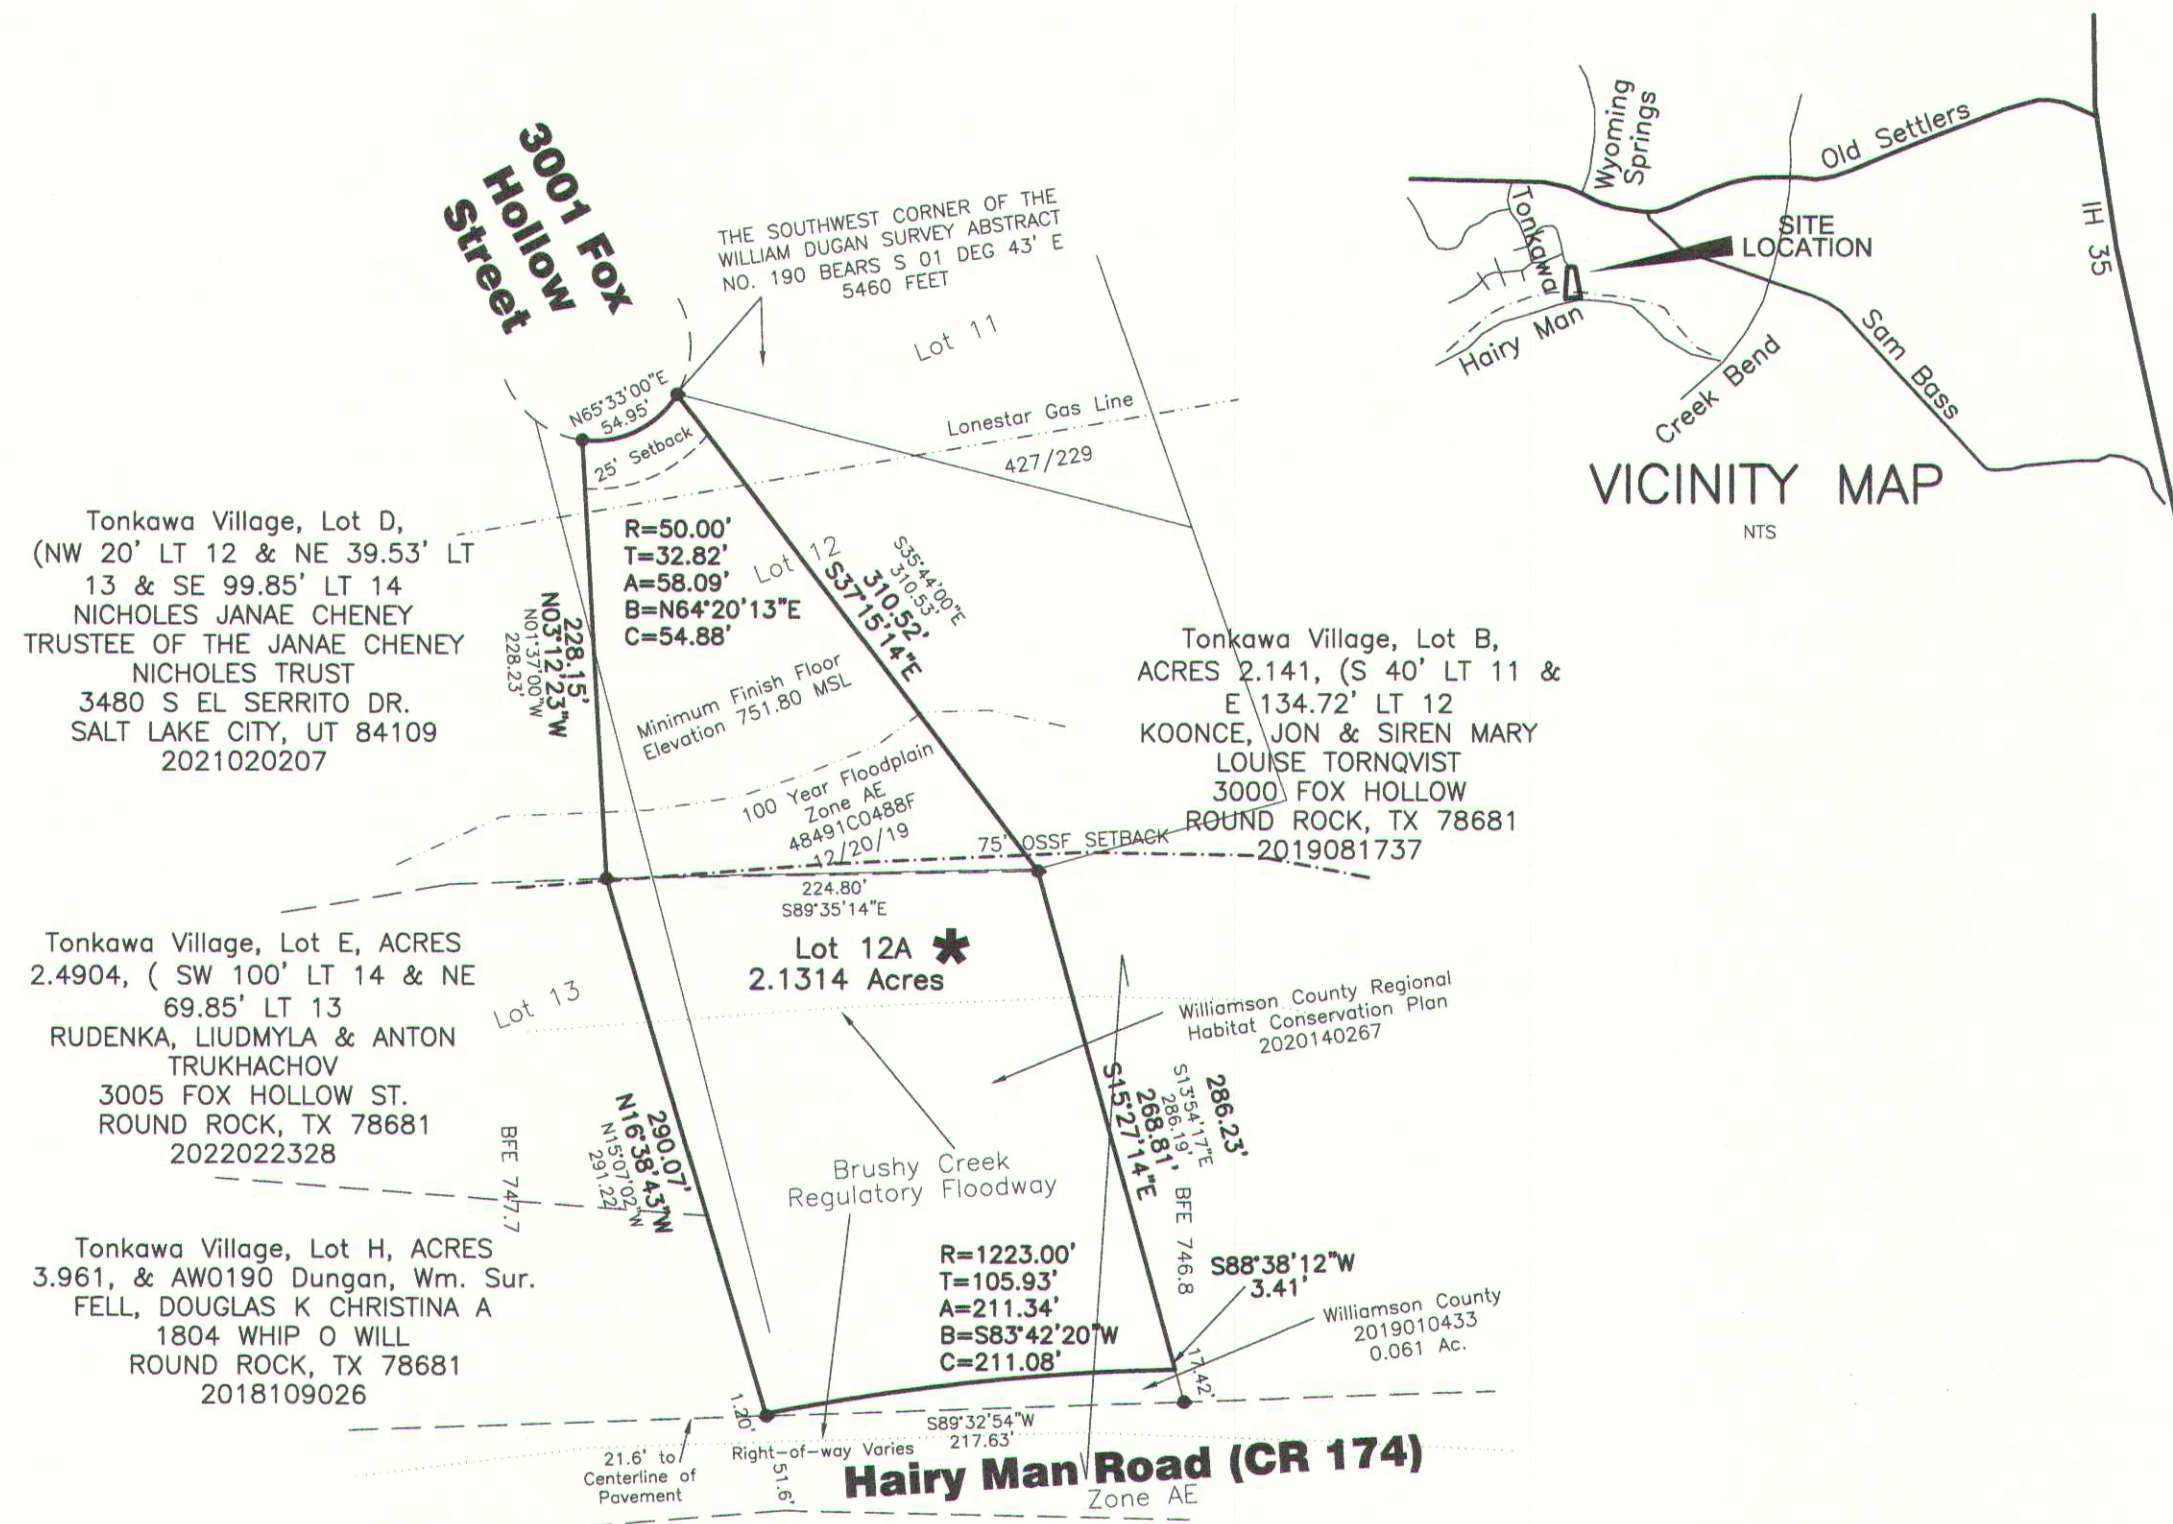 3001 Fox
Hollow
Street
THE SOUTHWEST CORNER OF THE
WILLIAM DUGAN SURVEY ABSTRACT
NO. 190 BEARS S 01 DEG 43' E
5460 FEET
Lot 11
N65°33'00"E
54.95'
25' Setback
Lonestar Gas Line
427/229
Wyoming
Springs
Old Settlers
Tonkawa
SITE
LOCATION
IH 35
Hairy Man
Creek Bend
Sam Bass
VICINITY MAP
NTS
Tonkawa Village, Lot D,
(NW 20' LT 12 & NE 39.53' LT
13 & SE 99.85' LT 14
NICHOLES JANAE CHENEY
TRUSTEE OF THE JANAE CHENEY
NICHOLES TRUST
3480 S EL SERRITO DR.
SALT LAKE CITY, UT 84109
2021020207
R=50.00'
T=32.82'
A=58.09'
B=N64°20'13"E
C=54.88'
Lot 12
S35°44'00"E
310.53'
310.52'
S37°15'14"E
228.15'
N03°12'23"W
N01°37'00"W
228.23'
Minimum Finish Floor
Elevation 751.80 MSL
100 Year Floodplain
Zone AE
48491C0488F
12/20/19
75' OSSF SETBACK
Tonkawa Village, Lot B,
ACRES 2.141, (S 40' LT 11 &
E 134.72' LT 12
KOONCE, JON & SIREN MARY
LOUISE TORNQVIST
3000 FOX HOLLOW
ROUND ROCK, TX 78681
2019081737
224.80'
S89°35'14"E
Lot 12A *
2.1314 Acres
Tonkawa Village, Lot E, ACRES
2.4904, ( SW 100' LT 14 & NE
69.85' LT 13
RUDENKA, LIUDMYLA & ANTON
TRUKHACHOV
3005 FOX HOLLOW ST.
ROUND ROCK, TX 78681
2022022328
Lot 13
Williamson County Regional
Habitat Conservation Plan
2020140267
286.23'
S13°54'17"E
286.19'
268.81'
S15°27'14"E
290.07'
N16°38'43"W
N15°07'02"W
291.22'
BFE 747.7
Brushy Creek
Regulatory Floodway
BFE 746.8
Tonkawa Village, Lot H, ACRES
3.961, & AW0190 Dungan, Wm. Sur.
FELL, DOUGLAS K CHRISTINA A
1804 WHIP O WILL
ROUND ROCK, TX 78681
2018109026
R=1223.00'
T=105.93'
A=211.34'
B=S83°42'20"W
C=211.08'
S88°38'12"W
3.41'
Williamson County
2019010433
0.061 Ac.
17.42'
1.20'
S89°32'54"W
217.63'
21.6' to
Centerline of
Pavement
Right-of-way Varies
51.6'
Hairy Man Road (CR 174)
Zone AE